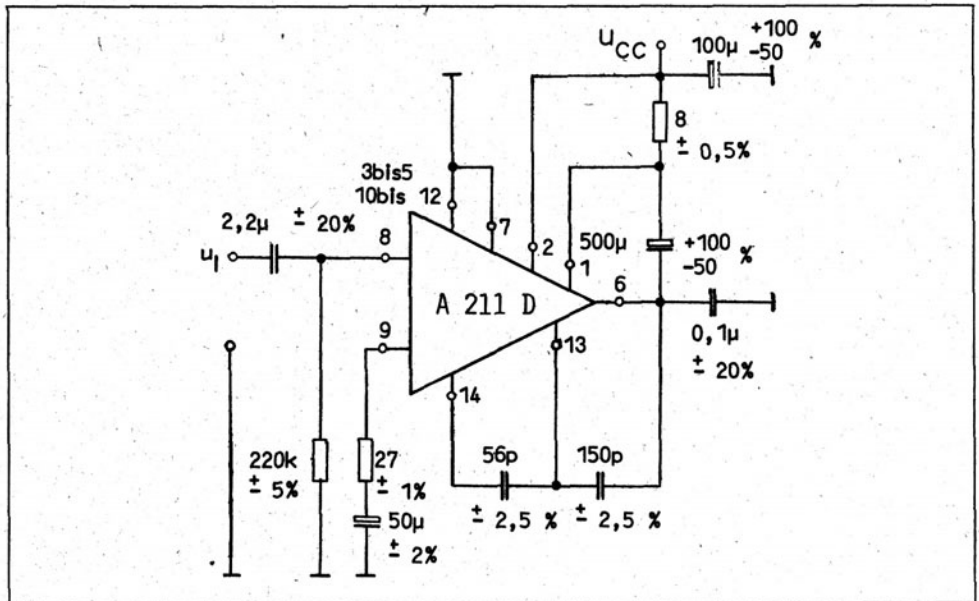 U_CC
100µ
+100 %
-50
8
± 0,5%
3bis5
10bis
12
7
2
1
2,2µ
± 20%
u_I
8
9
A 211 D
500µ
+100 %
-50
6
0,1µ
± 20%
13
14
220k
± 5%
27
± 1%
50µ
± 2%
56p
± 2,5 %
150p
± 2,5 %